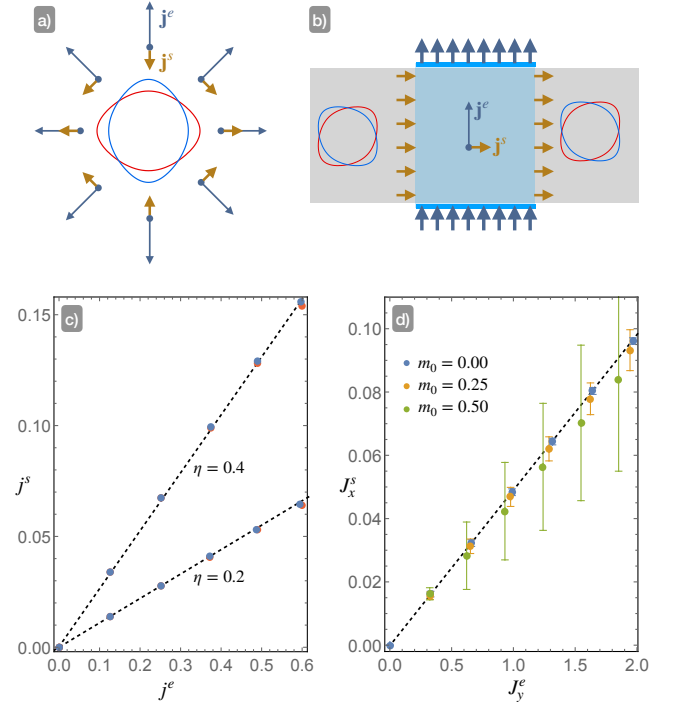 a)
j^e
j^s
b)
j^e
j^s
c)
0.15
0.10
0.05
0.00
j^s
η = 0.4
η = 0.2
0.0 0.1 0.2 0.3 0.4 0.5 0.6
j^e
d)
0.10
0.08
0.06
0.04
0.02
0.00
J_x^s
m_0 = 0.00
m_0 = 0.25
m_0 = 0.50
0.0 0.5 1.0 1.5 2.0
J_y^e